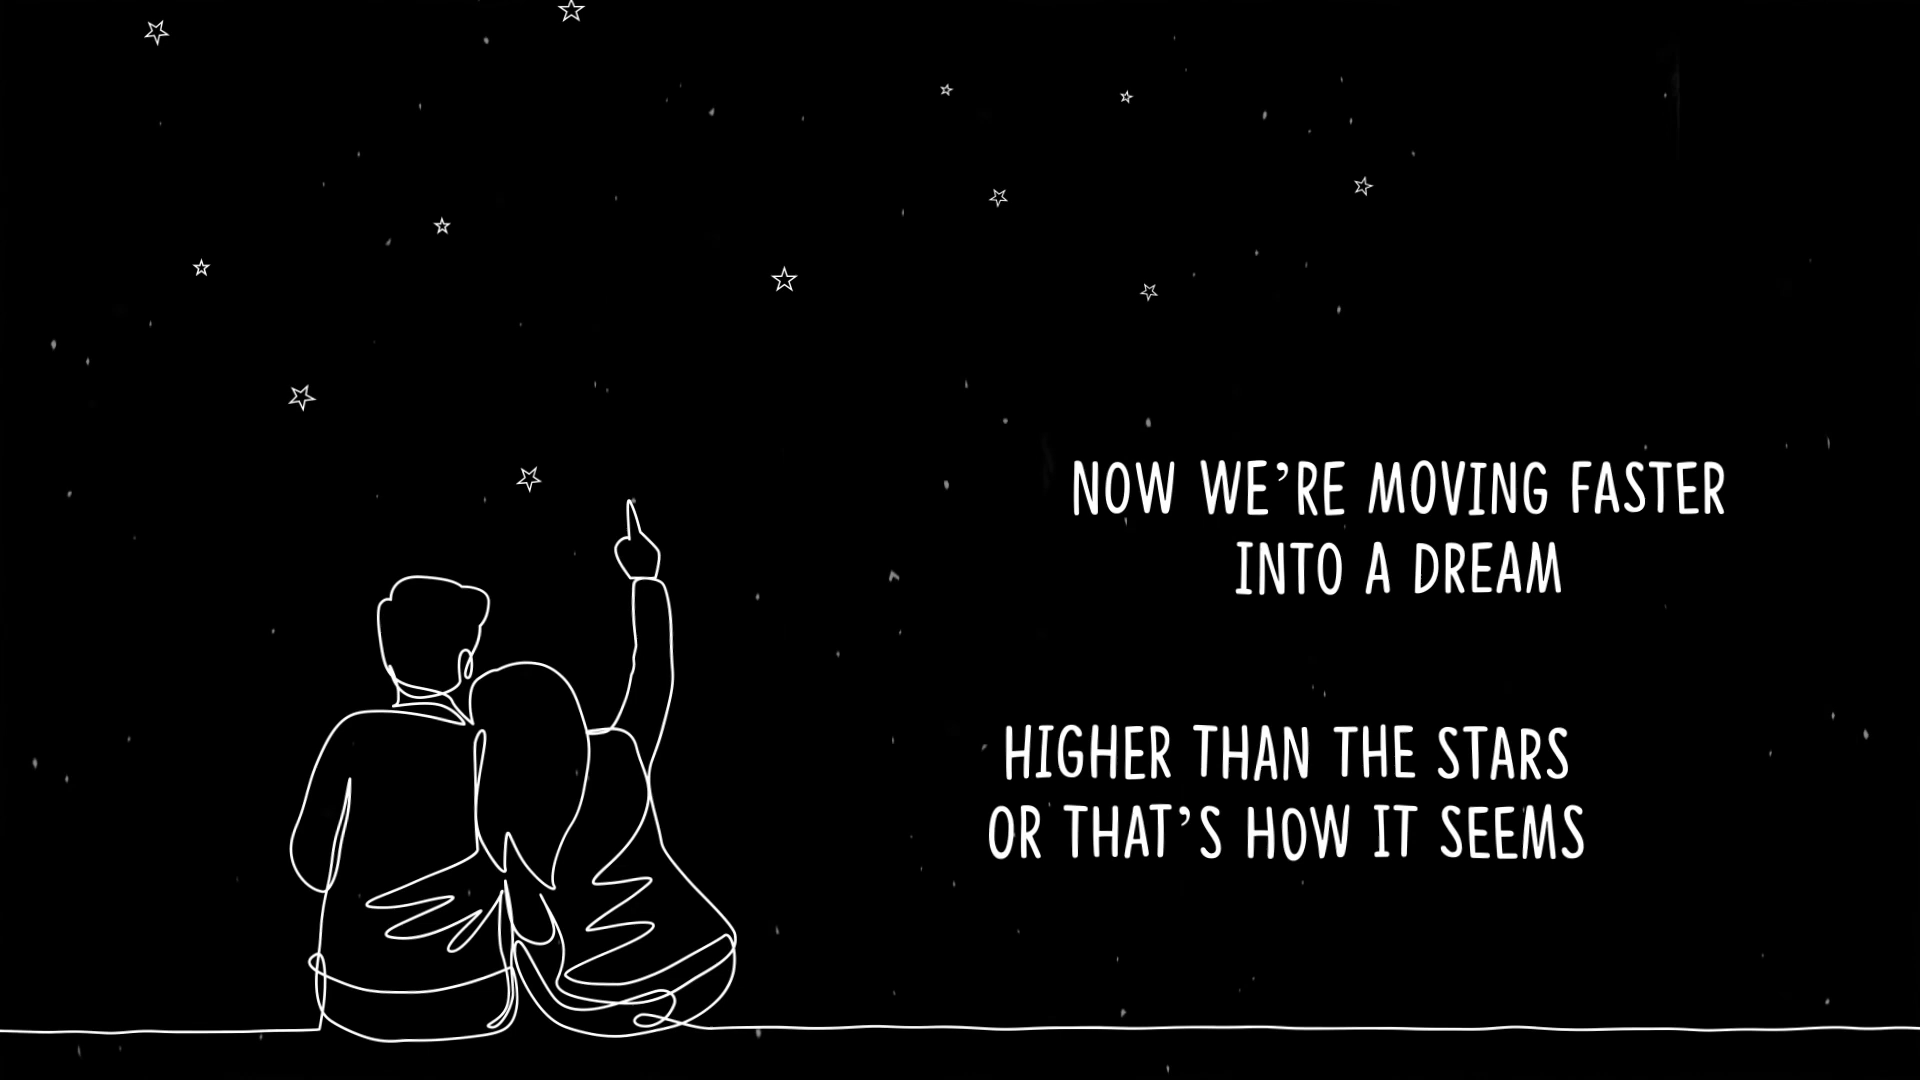 NOW WE'RE MOVING FASTER
INTO A DREAM
HIGHER THAN THE STARS
OR THAT'S HOW IT SEEMS